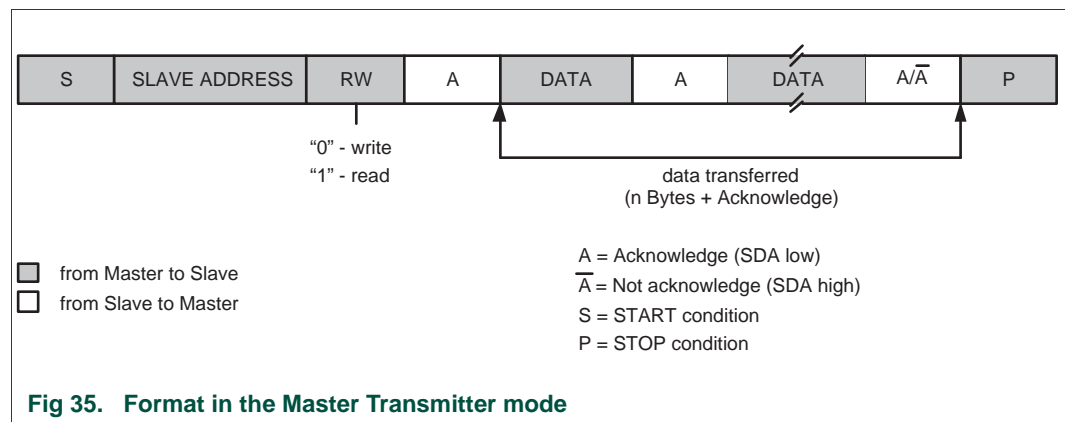 S SLAVE ADDRESS RW A DATA A DATA A/A̅ P
“0” - write
“1” - read
data transferred
(n Bytes + Acknowledge)
from Master to Slave
from Slave to Master
A = Acknowledge (SDA low)
A̅ = Not acknowledge (SDA high)
S = START condition
P = STOP condition
Fig 35. Format in the Master Transmitter mode